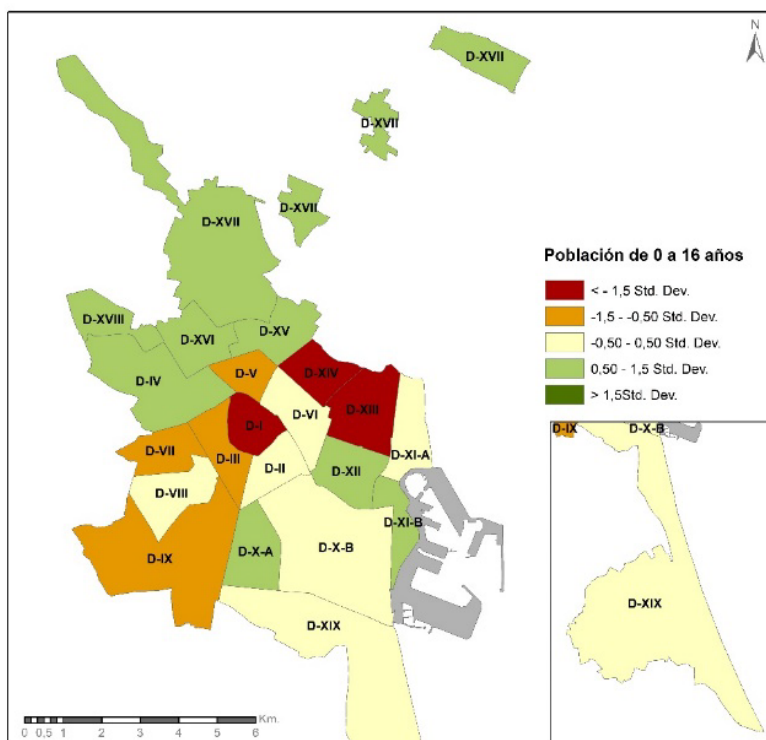 N
D-XVII
D-XVII
D-XVII
D-XVII
D-XVIII
D-XVI
D-XV
D-IV
D-V
D-XIV
D-XIII
D-VI
D-I
D-VII
D-III
D-II
D-XII
D-XI-A
D-VIII
D-XI-B
D-IX
D-X-A
D-X-B
D-XIX
Población de 0 a 16 años
< - 1,5 Std. Dev.
-1,5 - -0,50 Std. Dev.
-0,50 - 0,50 Std. Dev.
0,50 - 1,5 Std. Dev.
> 1,5Std. Dev.
D-IX
D-X-B
D-XIX
Km.
0 0,5 1 2 3 4 5 6